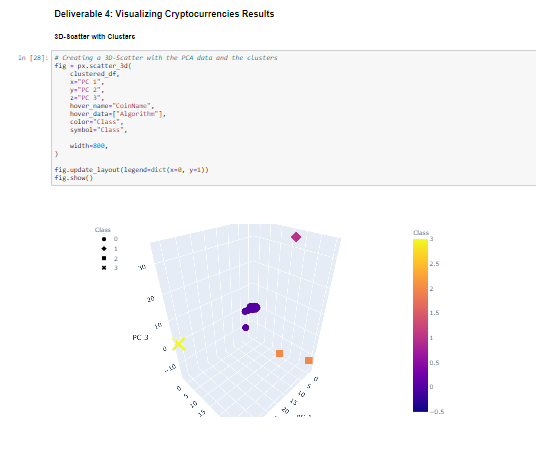 Deliverable 4: Visualizing Cryptocurrencies Results
3D-Scatter with Clusters
In [28]: # Creating a 3D-Scatter with the PCA data and the clusters
fig = px.scatter_3d(
clustered_df,
x="PC 1",
y="PC 2",
z="PC 3",
hover_name="CoinName",
hover_data=["Algorithm"],
color="Class",
symbol="Class",
width=800,
)
fig.update_layout(legend=dict(x=0, y=1))
fig.show()
Class
0
1
2
3
30
20
10
0
−10
PC 3
0
5
10
15
0
5
10
15
20
Class
3
2.5
2
1.5
1
0.5
0
−0.5